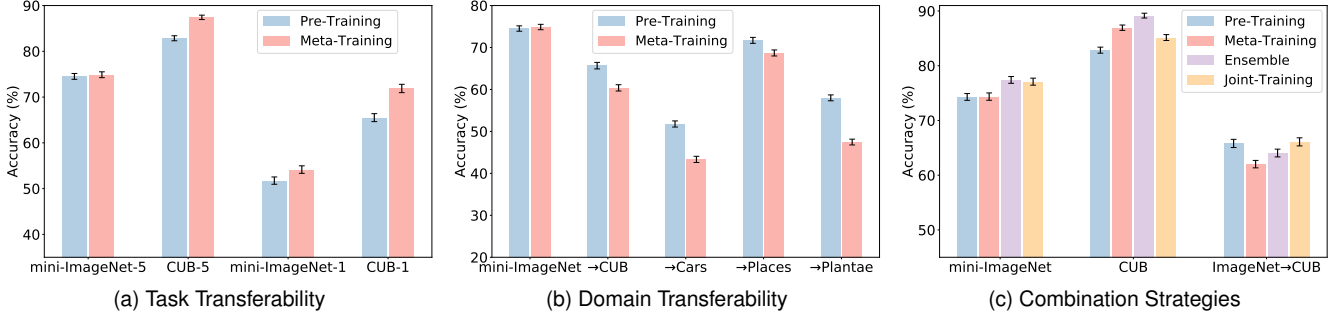 90
80
70
60
50
40
Accuracy (%)
Pre-Training
Meta-Training
mini-ImageNet-5
CUB-5
mini-ImageNet-1
CUB-1
(a) Task Transferability
80
70
60
50
40
30
20
Accuracy (%)
Pre-Training
Meta-Training
mini-ImageNet
→CUB
→Cars
→Places
→Plantae
(b) Domain Transferability
90
80
70
60
50
Accuracy (%)
Pre-Training
Meta-Training
Ensemble
Joint-Training
mini-ImageNet
CUB
ImageNet→CUB
(c) Combination Strategies